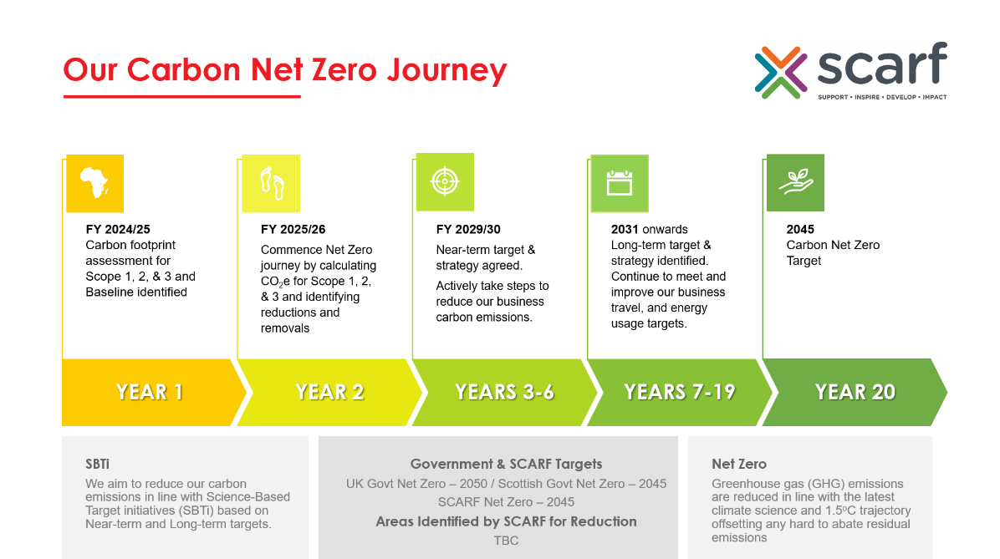 Our Carbon Net Zero Journey
scarf
SUPPORT • INSPIRE • DEVELOP • IMPACT
FY 2024/25
Carbon footprint
assessment for
Scope 1, 2, & 3 and
Baseline identified
FY 2025/26
Commence Net Zero
journey by calculating
CO₂e for Scope 1, 2,
& 3 and identifying
reductions and
removals
FY 2029/30
Near-term target &
strategy agreed.
Actively take steps to
reduce our business
carbon emissions.
2031 onwards
Long-term target &
strategy identified.
Continue to meet and
improve our business
travel, and energy
usage targets.
2045
Carbon Net Zero
Target
YEAR 1
YEAR 2
YEARS 3-6
YEARS 7-19
YEAR 20
SBTi
We aim to reduce our carbon
emissions in line with Science-Based
Target initiatives (SBTi) based on
Near-term and Long-term targets.
Government & SCARF Targets
UK Govt Net Zero – 2050 / Scottish Govt Net Zero – 2045
SCARF Net Zero – 2045
Areas Identified by SCARF for Reduction
TBC
Net Zero
Greenhouse gas (GHG) emissions
are reduced in line with the latest
climate science and 1.5ºC trajectory
offsetting any hard to abate residual
emissions